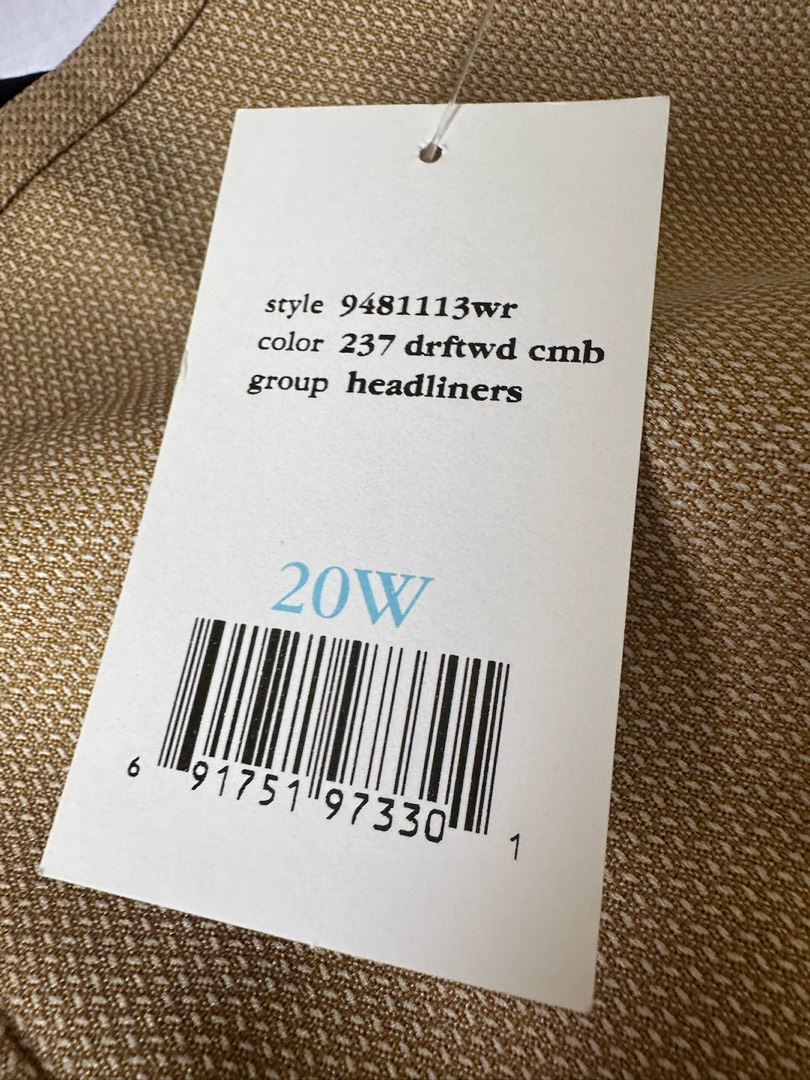 style 9481113wr
color 237 drftwd cmb
group headliners
20W
6 91751 97330 1